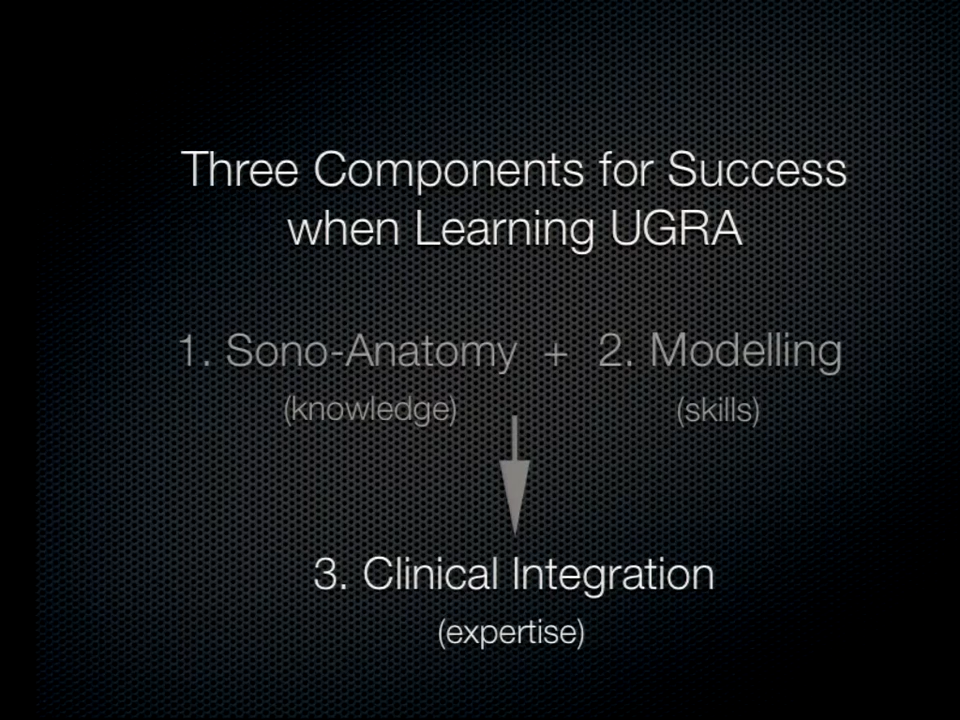 Three Components for Success
when Learning UGRA
1. Sono-Anatomy + 2. Modelling
(knowledge) (skills)
3. Clinical Integration
(expertise)